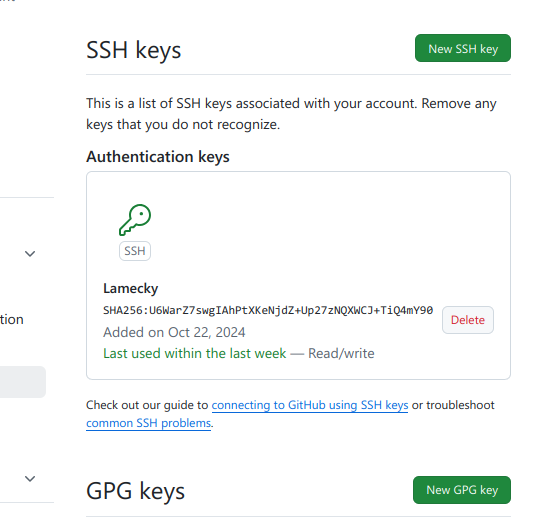 SSH keys
New SSH key
This is a list of SSH keys associated with your account. Remove any
keys that you do not recognize.
Authentication keys
SSH
Lamecky
SHA256:U6WarZ7swgIAhPtXKeNjdZ+Up27zNQXWCJ+TiQ4mY90
Delete
Added on Oct 22, 2024
Last used within the last week — Read/write
tion
Check out our guide to connecting to GitHub using SSH keys or troubleshoot
common SSH problems.
GPG keys
New GPG key